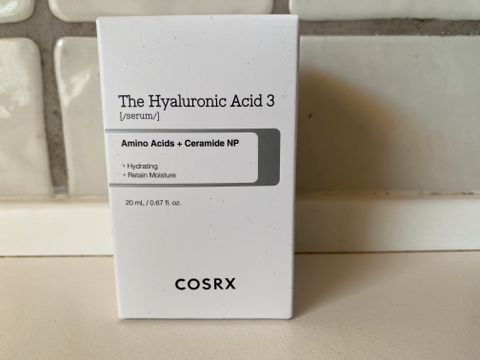 The Hyaluronic Acid 3
[/serum/]
Amino Acids + Ceramide NP
+ Hydrating
+ Retain Moisture
20 mL / 0.67 fl. oz.
COSRX